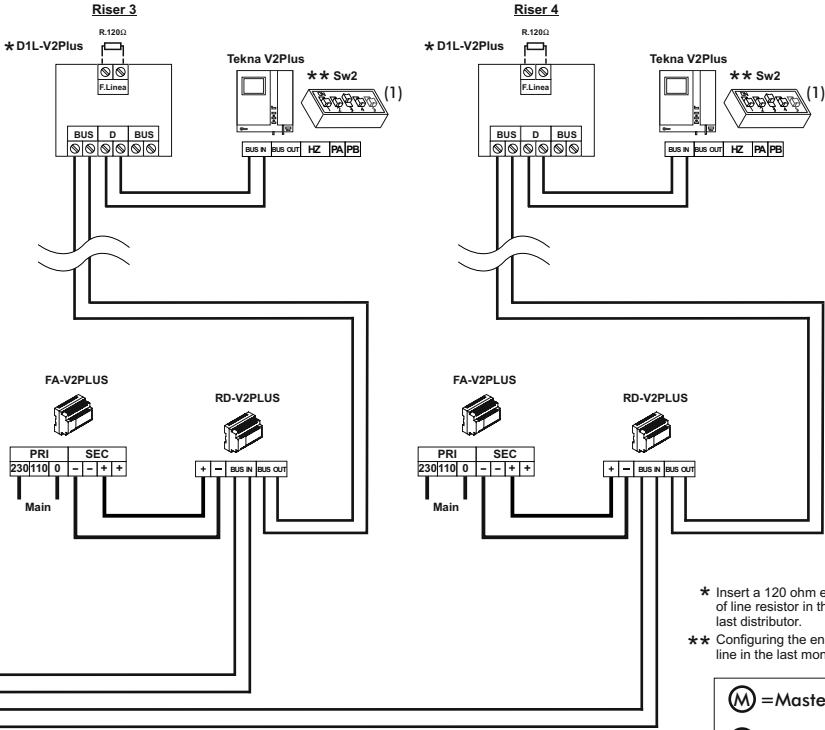 Riser 3
R.120Ω
* D1L-V2Plus
F.Linea
BUS D BUS
Tekna V2Plus
** Sw2
(1)
BUS IN BUS OUT HZ PA PB
FA-V2PLUS
PRI SEC
230 110 0 - - + +
Main
RD-V2PLUS
+ - BUS IN BUS OUT
Riser 4
R.120Ω
* D1L-V2Plus
F.Linea
BUS D BUS
Tekna V2Plus
** Sw2
(1)
BUS IN BUS OUT HZ PA PB
FA-V2PLUS
PRI SEC
230 110 0 - - + +
Main
RD-V2PLUS
+ - BUS IN BUS OUT
* Insert a 120 ohm e
of line resistor in th
last distributor.
** Configuring the en
line in the last mon
M =Maste